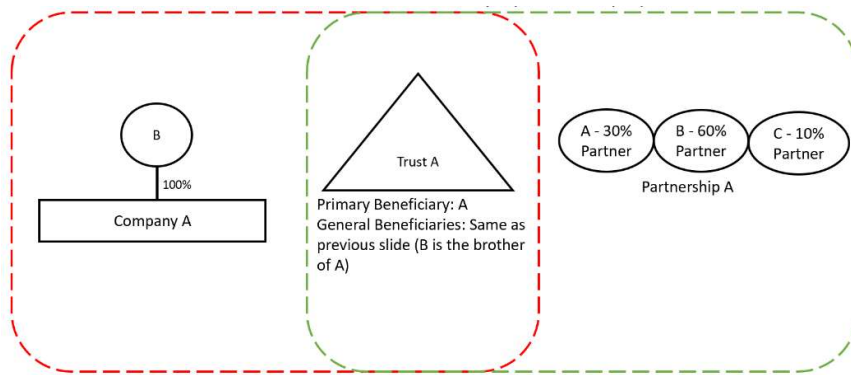 B
100%
Company A
Trust A
Primary Beneficiary: A
General Beneficiaries: Same as
previous slide (B is the brother
of A)
A - 30%
Partner
B - 60%
Partner
C - 10%
Partner
Partnership A